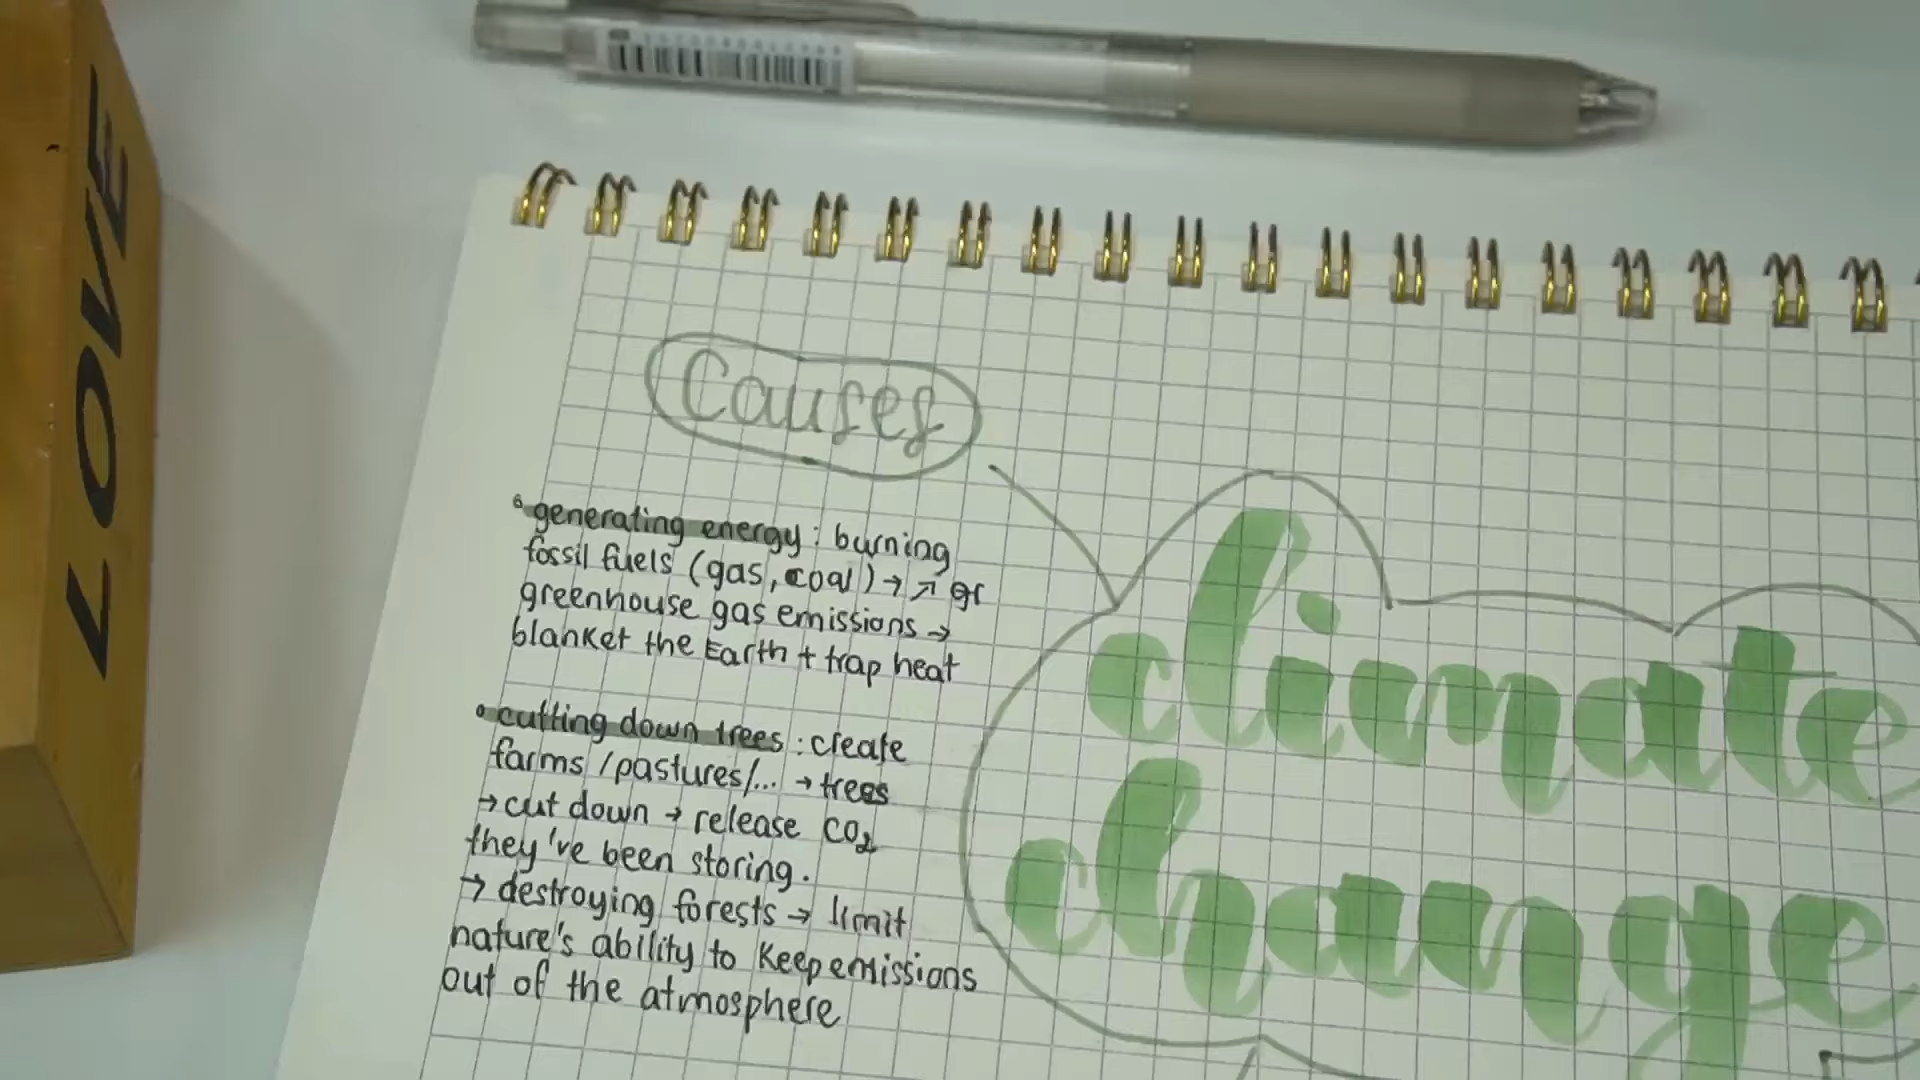 LOVE
Causes
generating energy: burning
fossil fuels (gas, coal) → ↗ gr
greenhouse gas emissions →
blanket the Earth + trap heat
cutting down trees: create
farms/pastures/... → trees
→ cut down → release CO₂
they've been storing.
→ destroying forests → limit
nature's ability to keep emissions
out of the atmosphere
climate
change